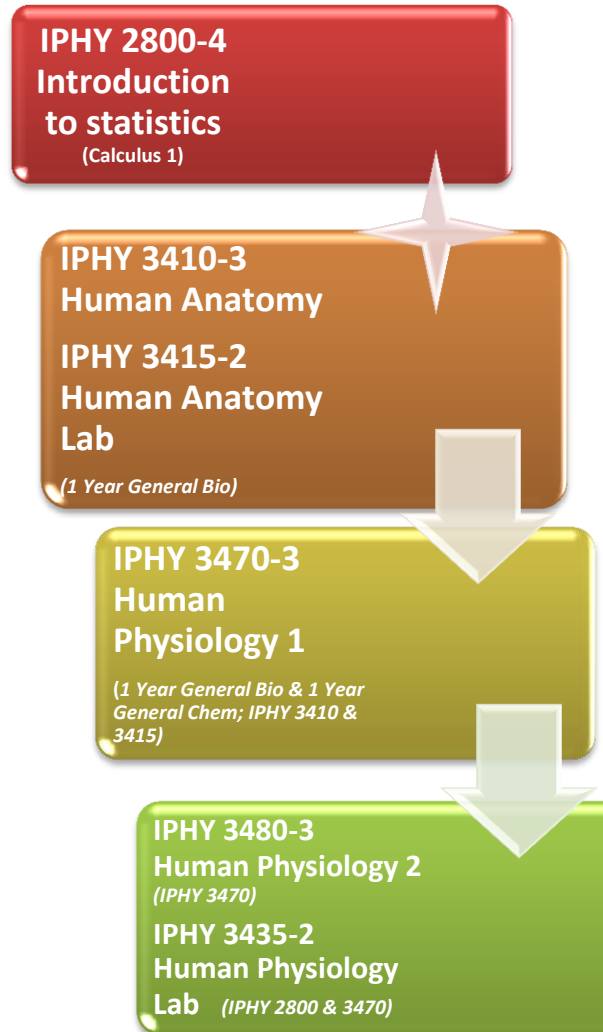 IPHY 2800-4
Introduction
to statistics
(Calculus 1)
IPHY 3410-3
Human Anatomy
IPHY 3415-2
Human Anatomy
Lab
(1 Year General Bio)
IPHY 3470-3
Human
Physiology 1
(1 Year General Bio & 1 Year
General Chem; IPHY 3410 &
3415)
IPHY 3480-3
Human Physiology 2
(IPHY 3470)
IPHY 3435-2
Human Physiology
Lab (IPHY 2800 & 3470)